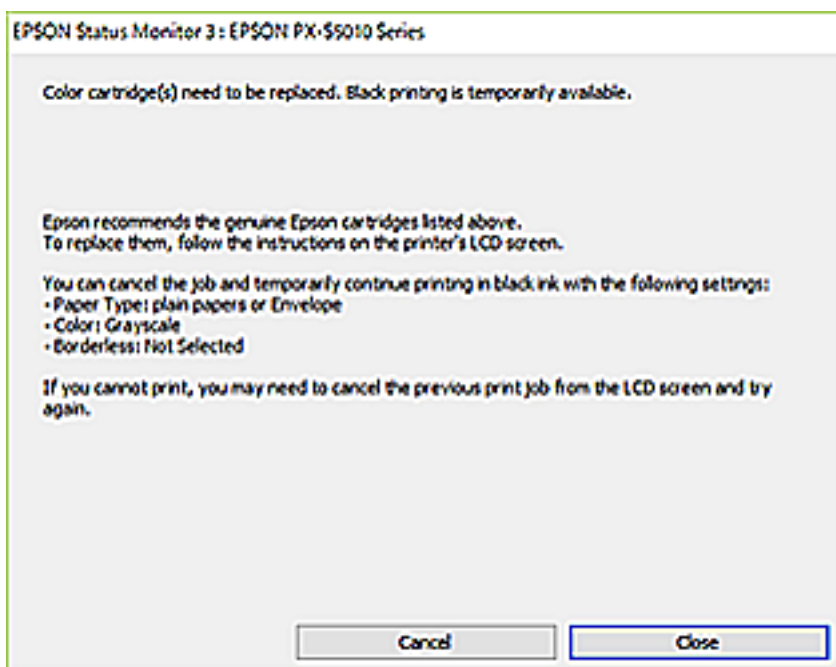 EPSON Status Monitor 3 : EPSON PX-S5010 Series
Color cartridge(s) need to be replaced. Black printing is temporarily available.
Epson recommends the genuine Epson cartridges listed above.
To replace them, follow the instructions on the printer's LCD screen.
You can cancel the job and temporarily continue printing in black ink with the following settings:
- Paper Type: plain papers or Envelope
- Color: Grayscale
- Borderless: Not Selected
If you cannot print, you may need to cancel the previous print job from the LCD screen and try
again.
Cancel
Close